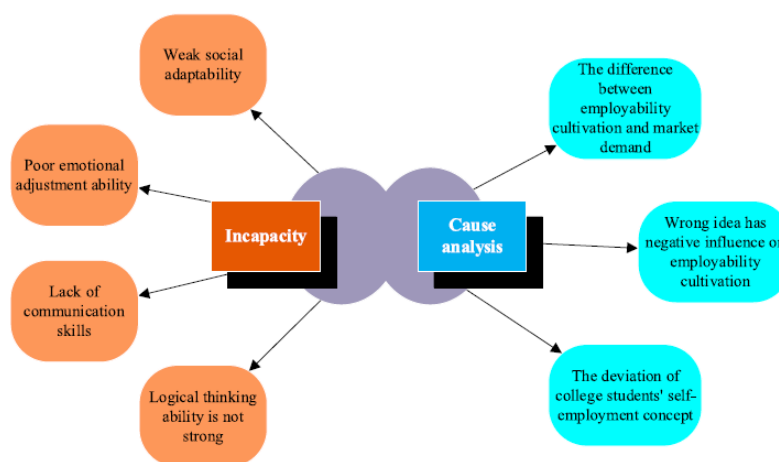 Weak social
adaptability
Poor emotional
adjustment ability
Lack of
communication
skills
Logical thinking
ability is not
strong
Incapacity
Cause
analysis
The difference
between
employability
cultivation and market
demand
Wrong idea has
negative influence on
employability
cultivation
The deviation of
college students' self-
employment concept